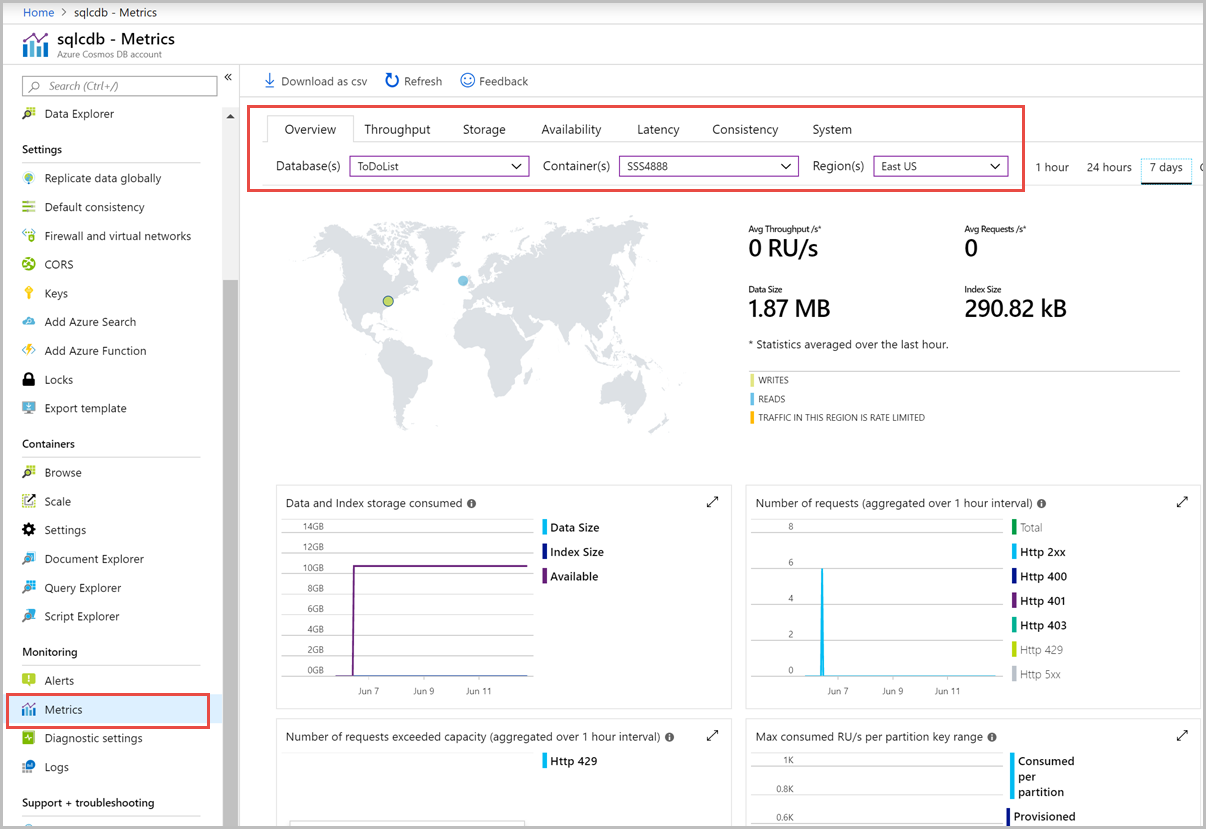 Home > sqlcdb - Metrics
sqlcdb - Metrics
Azure Cosmos DB account
Search (Ctrl+/)
«
Data Explorer
Settings
Replicate data globally
Default consistency
Firewall and virtual networks
CORS
Keys
Add Azure Search
Add Azure Function
Locks
Export template
Containers
Browse
Scale
Settings
Document Explorer
Query Explorer
Script Explorer
Monitoring
Alerts
Metrics
Diagnostic settings
Logs
Support + troubleshooting
Download as csv Refresh Feedback
Overview Throughput Storage Availability Latency Consistency System
Database(s) ToDoList Container(s) SSS4888 Region(s) East US 1 hour 24 hours 7 days
Avg Throughput /s*
0 RU/s
Avg Requests /s*
0
Data Size
1.87 MB
Index Size
290.82 kB
* Statistics averaged over the last hour.
WRITES
READS
TRAFFIC IN THIS REGION IS RATE LIMITED
Data and Index storage consumed
14GB
12GB
10GB
8GB
6GB
4GB
2GB
0GB
Jun 7 Jun 9 Jun 11
Data Size
Index Size
Available
Number of requests (aggregated over 1 hour interval)
8
6
4
2
0
Jun 7 Jun 9 Jun 11
Total
Http 2xx
Http 400
Http 401
Http 403
Http 429
Http 5xx
Number of requests exceeded capacity (aggregated over 1 hour interval)
Http 429
Max consumed RU/s per partition key range
1K
0.8K
0.6K
Consumed
per
partition
Provisioned